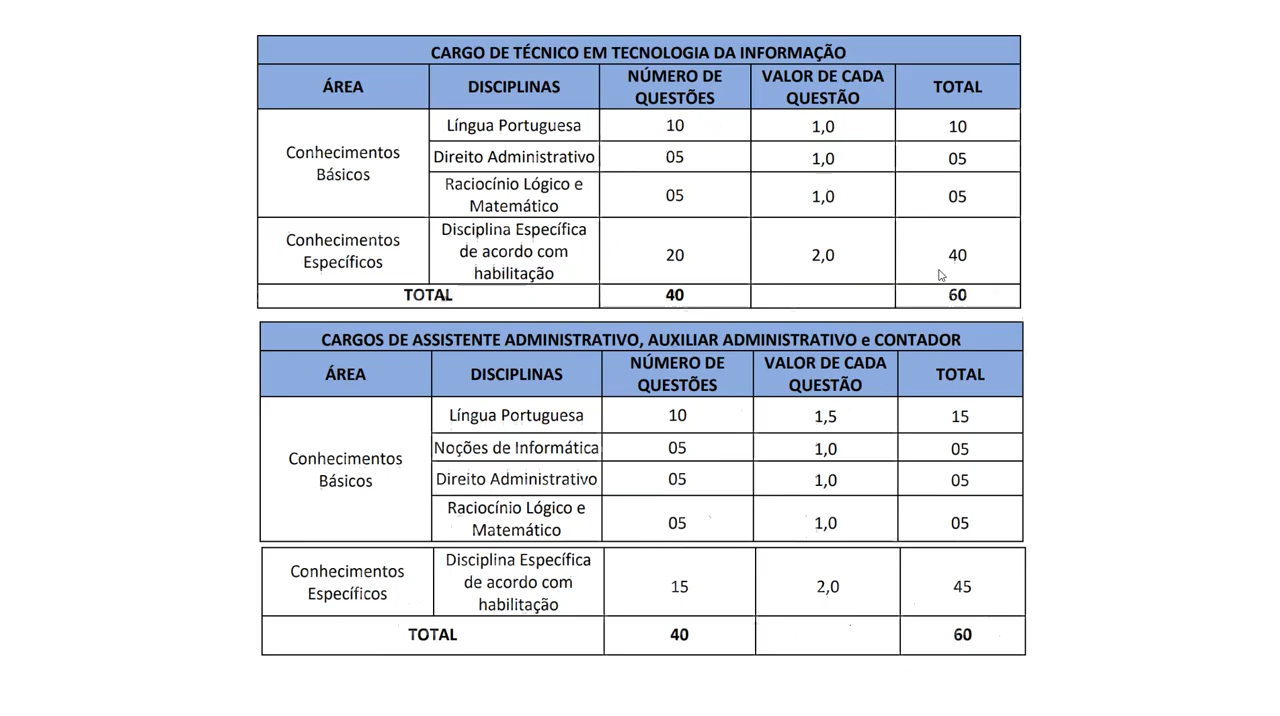 CARGO DE TÉCNICO EM TECNOLOGIA DA INFORMAÇÃO
ÁREA DISCIPLINAS NÚMERO DE QUESTÕES VALOR DE CADA QUESTÃO TOTAL
Conhecimentos Básicos Língua Portuguesa 10 1,0 10
Direito Administrativo 05 1,0 05
Raciocínio Lógico e Matemático 05 1,0 05
Conhecimentos Específicos Disciplina Específica de acordo com habilitação 20 2,0 40
TOTAL 40 60
CARGOS DE ASSISTENTE ADMINISTRATIVO, AUXILIAR ADMINISTRATIVO e CONTADOR
ÁREA DISCIPLINAS NÚMERO DE QUESTÕES VALOR DE CADA QUESTÃO TOTAL
Conhecimentos Básicos Língua Portuguesa 10 1,5 15
Noções de Informática 05 1,0 05
Direito Administrativo 05 1,0 05
Raciocínio Lógico e Matemático 05 1,0 05
Conhecimentos Específicos Disciplina Específica de acordo com habilitação 15 2,0 45
TOTAL 40 60